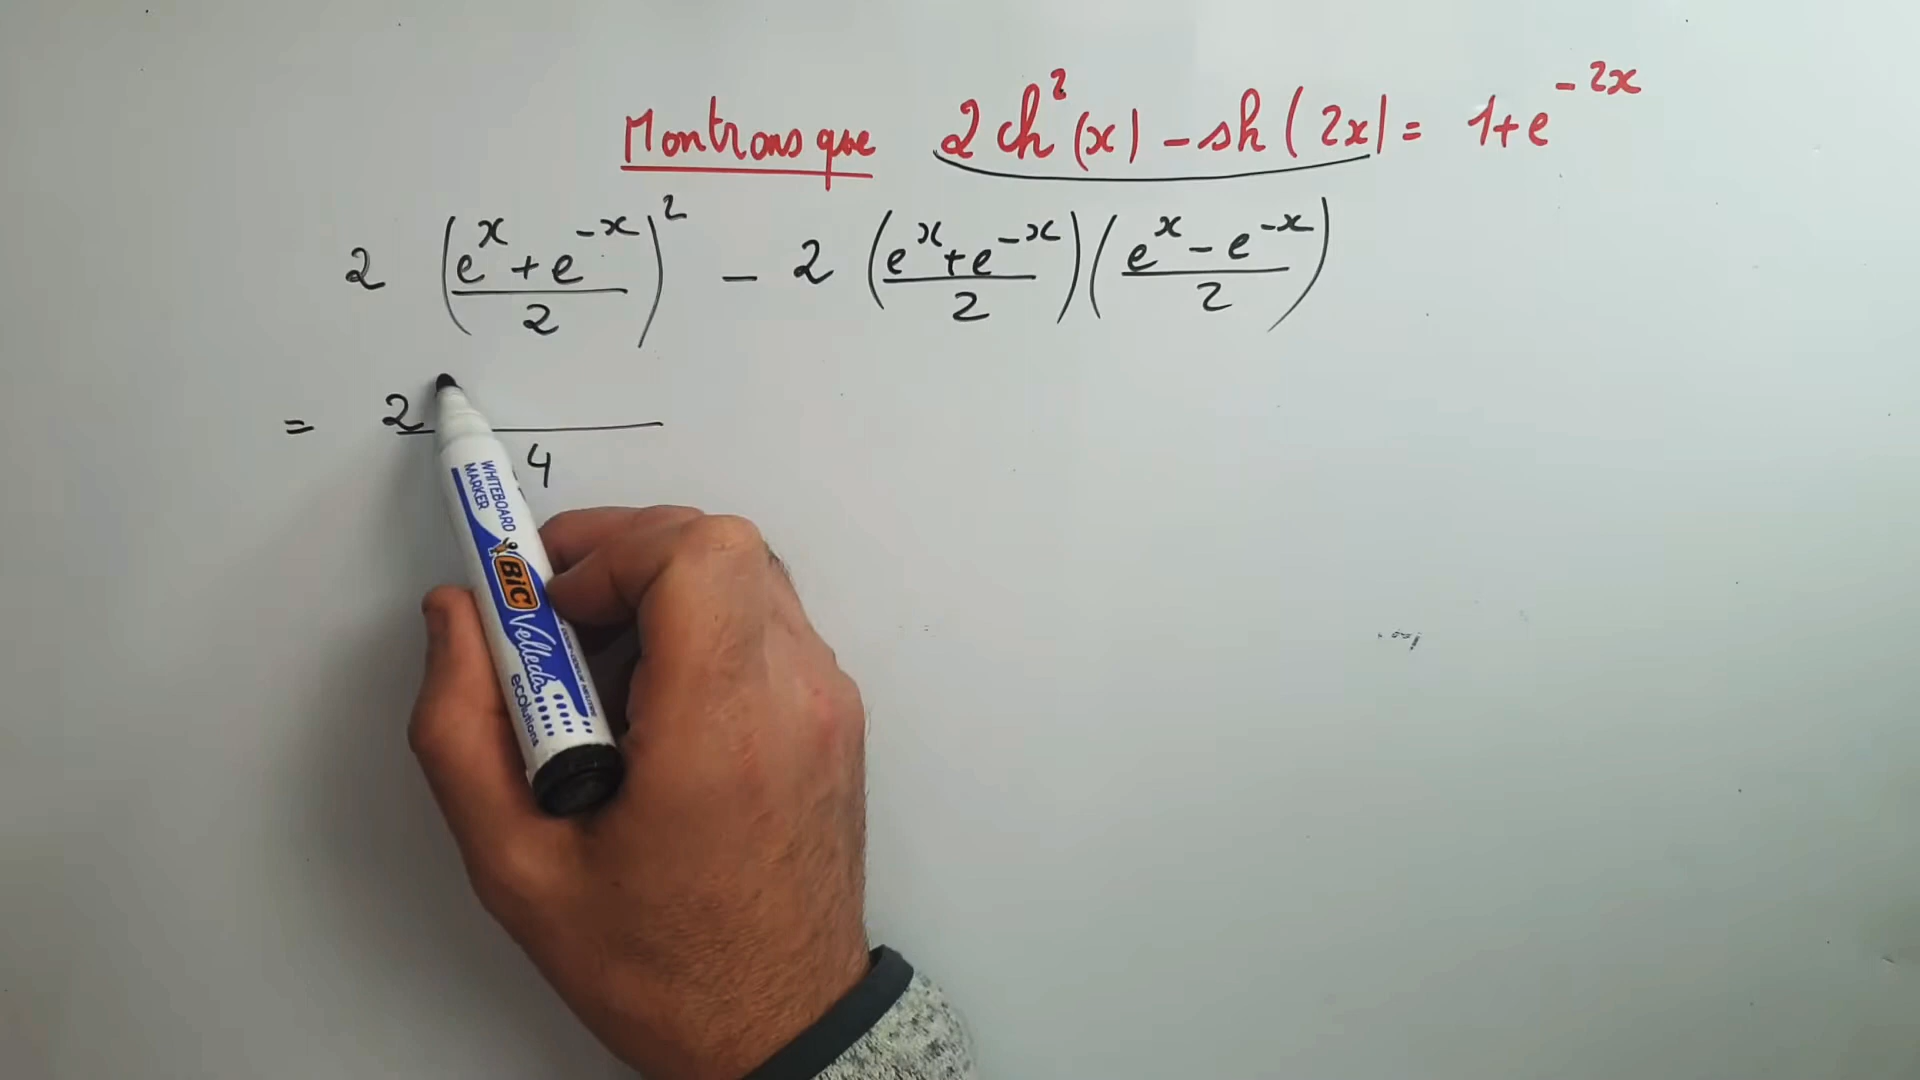 Montrons que 2ch²(x) - sh(2x) = 1+e^{-2x}
2 ((e^x + e^{-x})/2)² - 2 ((e^x + e^{-x})/2) ((e^x - e^{-x})/2)
= 2
4
WHITEBOARD
MARKER
BiC
Velleda
ecolutions